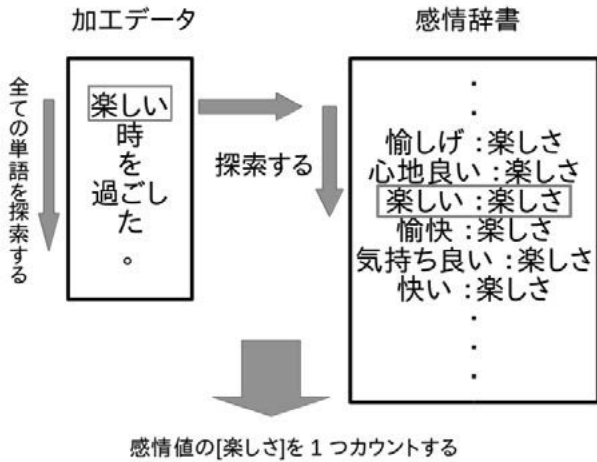 加工データ
感情辞書
全ての単語を探索する
楽しい
時
を
過ごし
た
。
探索する
・
・
愉しげ：楽しさ
心地良い：楽しさ
楽しい：楽しさ
愉快：楽しさ
気持ち良い：楽しさ
快い：楽しさ
・
・
・
感情値の[楽しさ]を１つカウントする